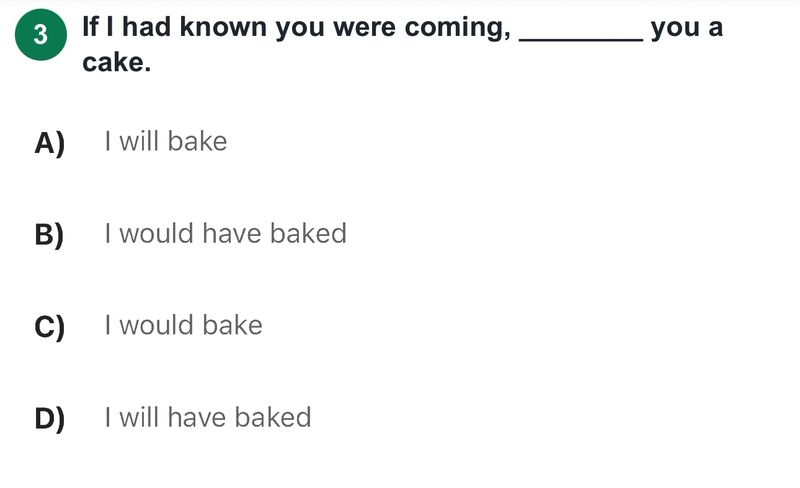 3 If I had known you were coming, ________ you a
cake.
A) I will bake
B) I would have baked
C) I would bake
D) I will have baked